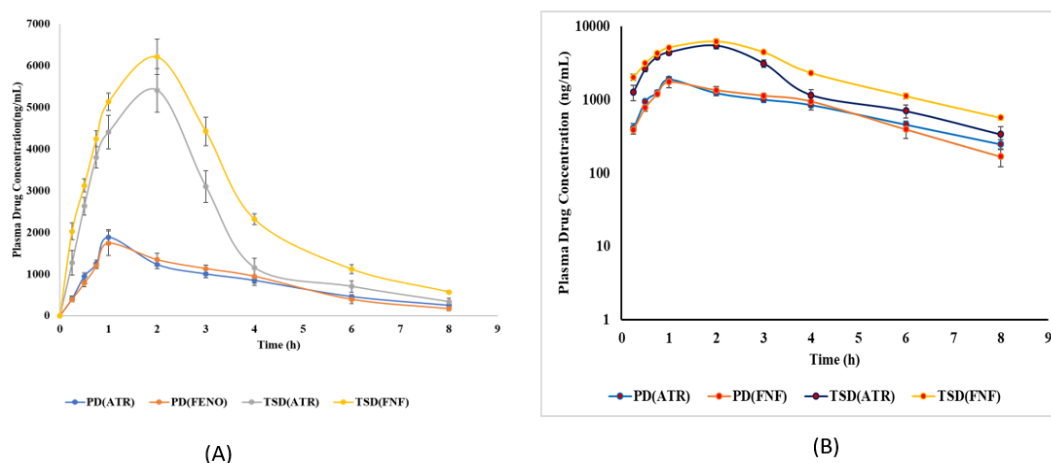 7000
6000
5000
4000
3000
2000
1000
0
Plasma Drug Concentration(ng/mL)
0 1 2 3 4 5 6 7 8 9
Time (h)
PD(ATR) PD(FENO) TSD(ATR) TSD(FNF)
(A)
10000
1000
100
10
1
Plasma Drug Concentration (ng/mL)
0 1 2 3 4 5 6 7 8 9
Time (h)
PD(ATR) PD(FNF) TSD(ATR) TSD(FNF)
(B)